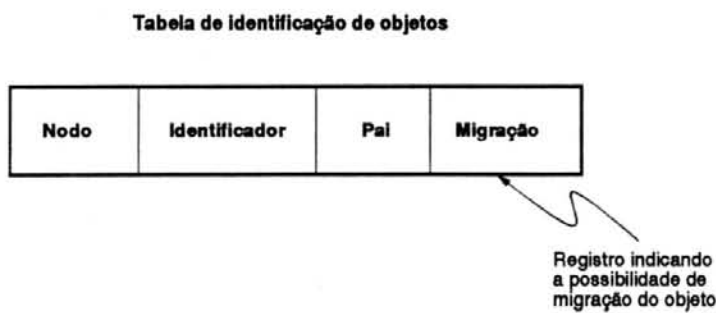 Tabela de identificação de objetos
Nodo Identificador Pai Migração
Registro indicando
a possibilidade de
migração do objeto